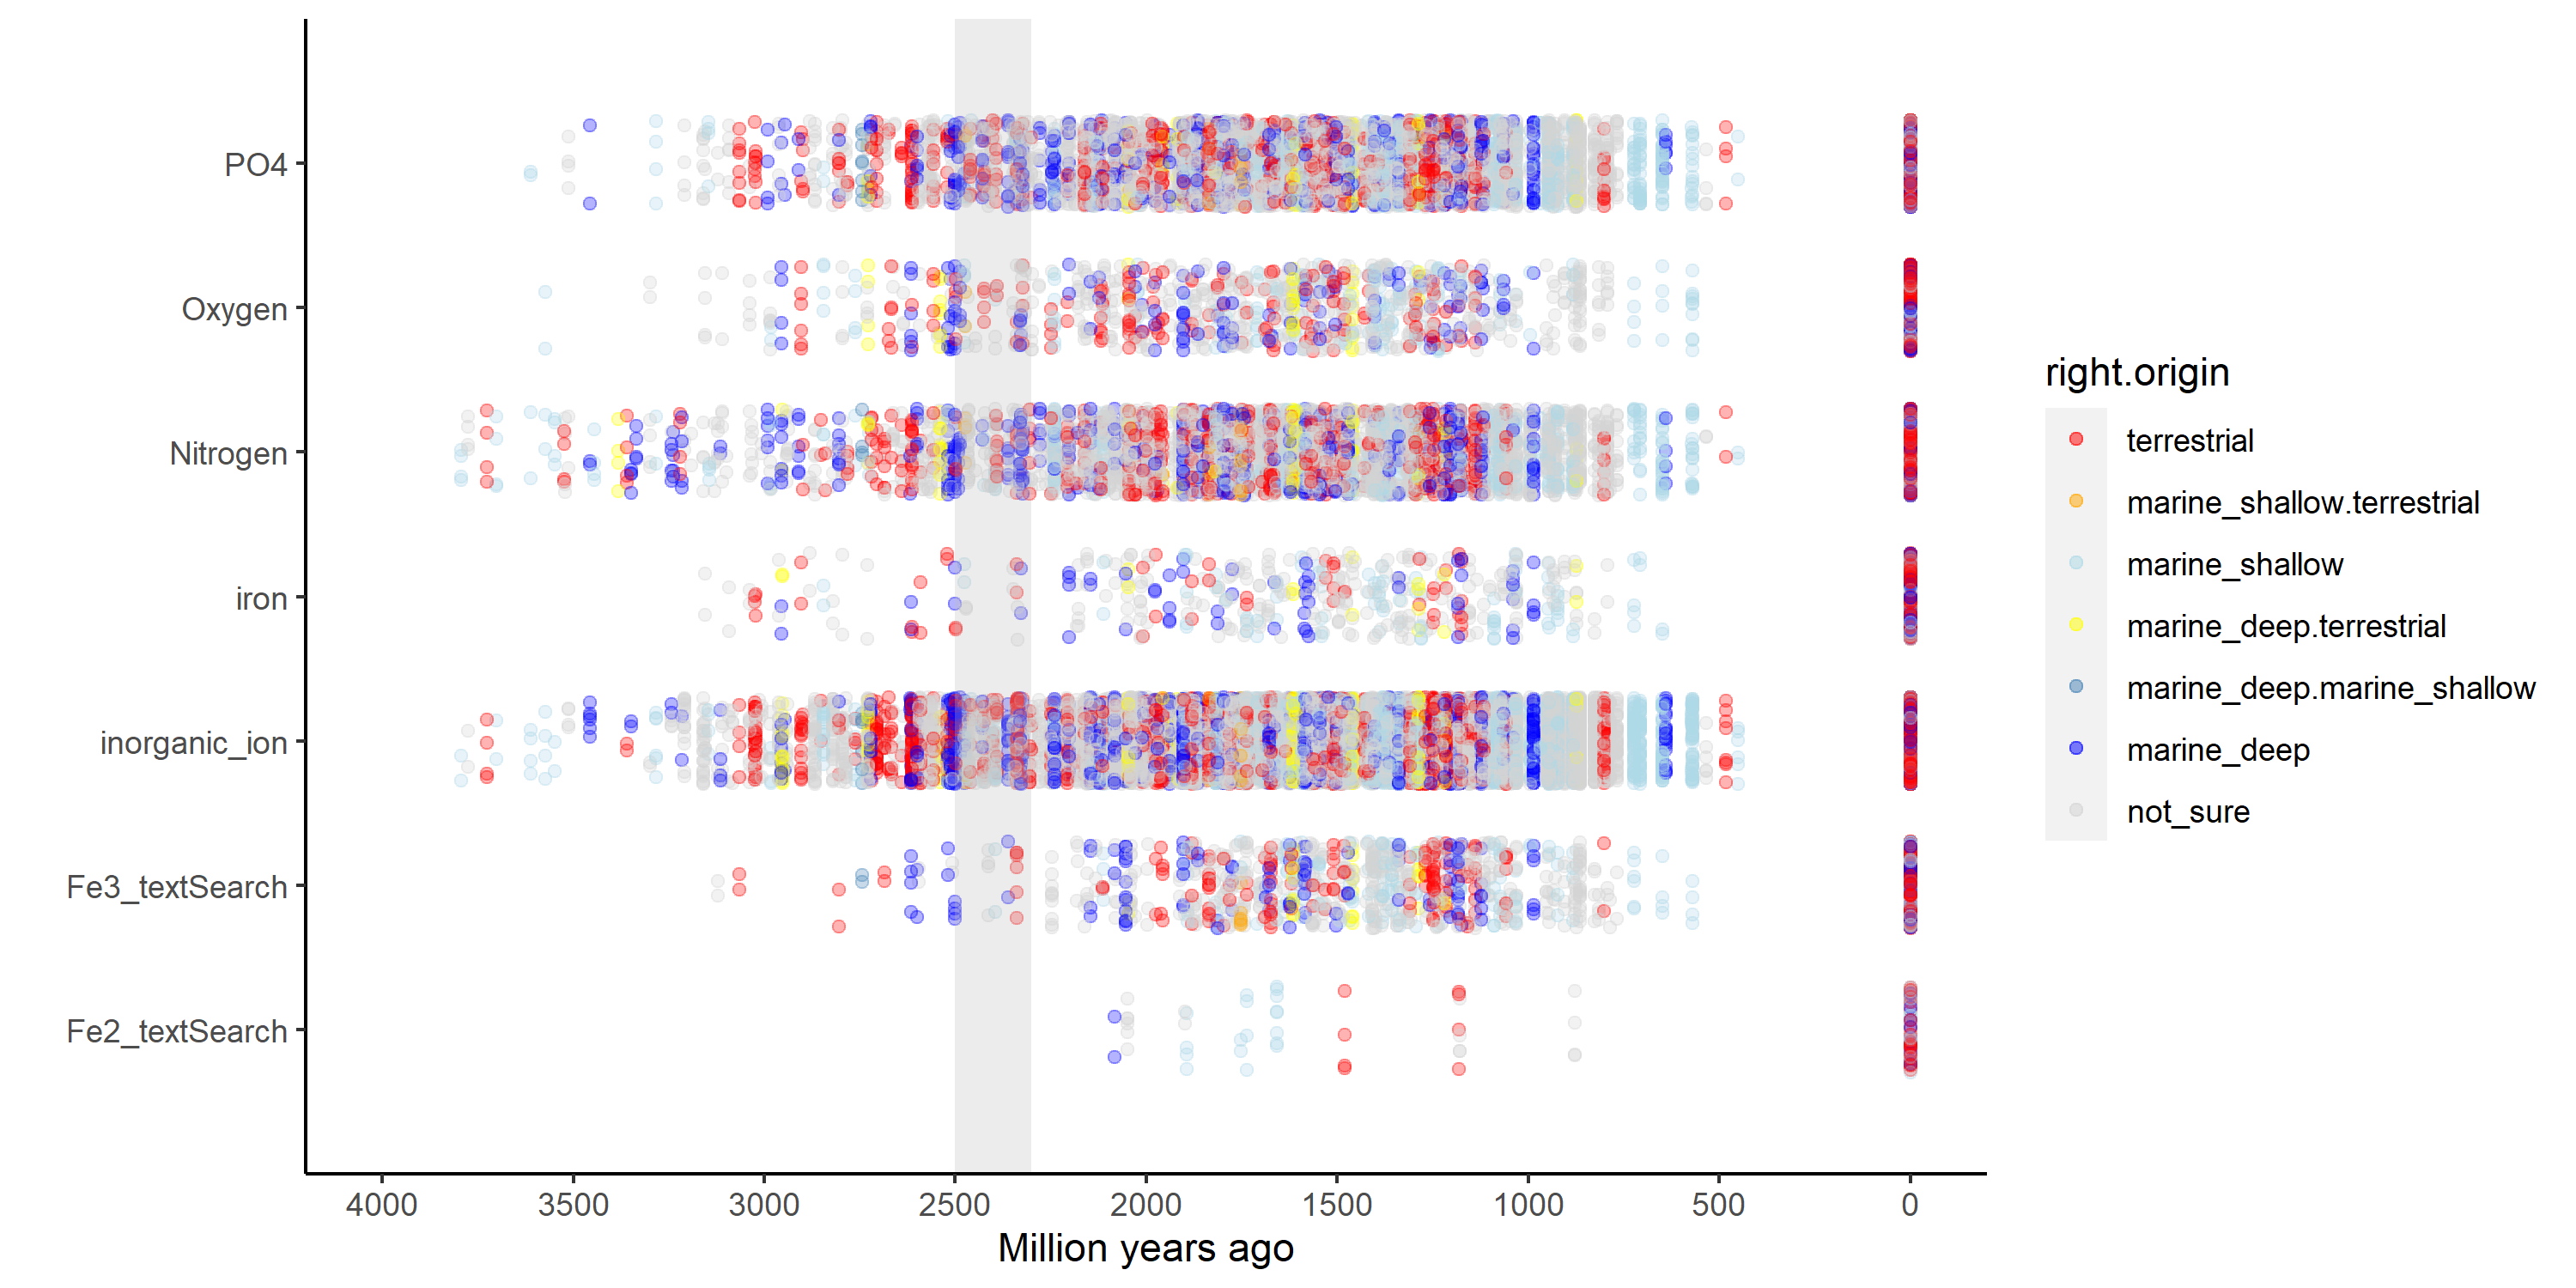 PO4
Oxygen
Nitrogen
iron
inorganic_ion
Fe3_textSearch
Fe2_textSearch
4000 3500 3000 2500 2000 1500 1000 500 0
Million years ago
right.origin
terrestrial
marine_shallow.terrestrial
marine_shallow
marine_deep.terrestrial
marine_deep.marine_shallow
marine_deep
not_sure